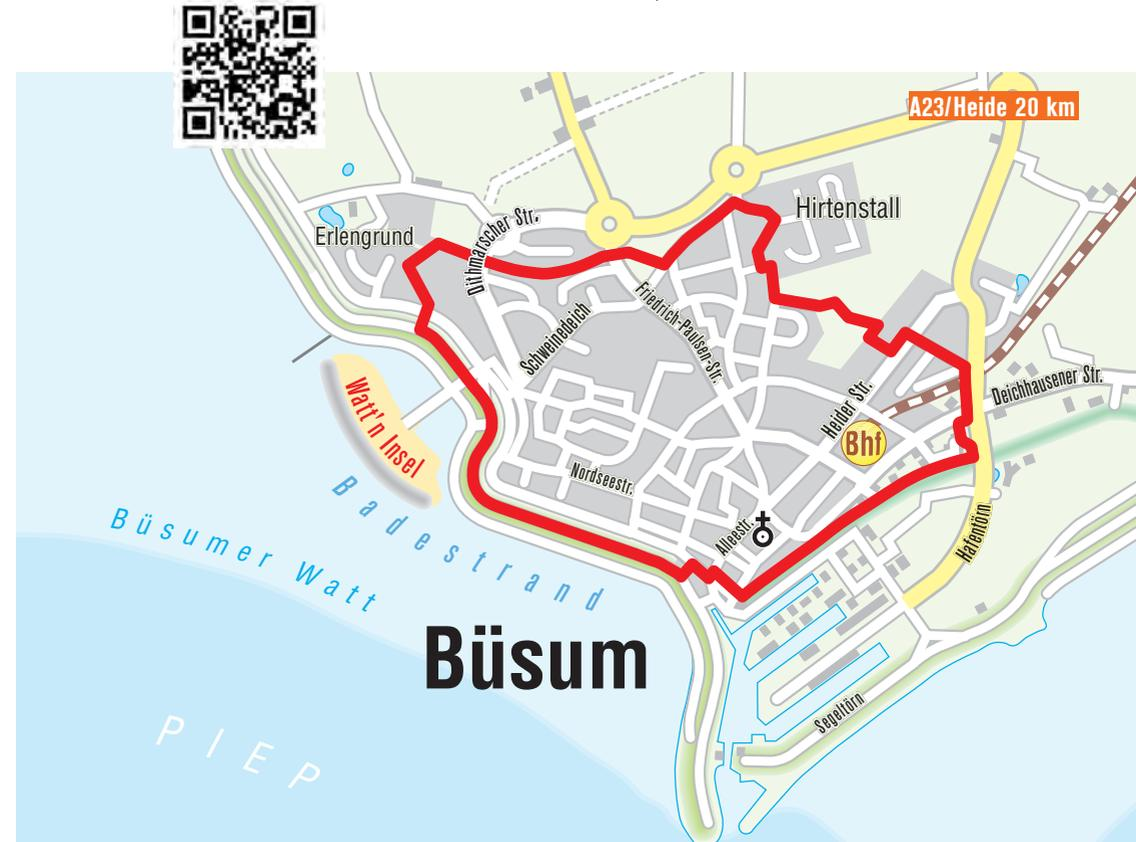 A23/Heide 20 km
Hirtenstall
Dithmarscher Str.
Erlengrund
Friedrich-Paulsen-Str.
Schweinedeich
Deichhausener Str.
Heider Str.
Watt'n Insel
Bhf
Nordseestr.
Badestrand
Alleestr.
Büsumer Watt
Hafentörn
Büsum
Segeltörn
PIEP